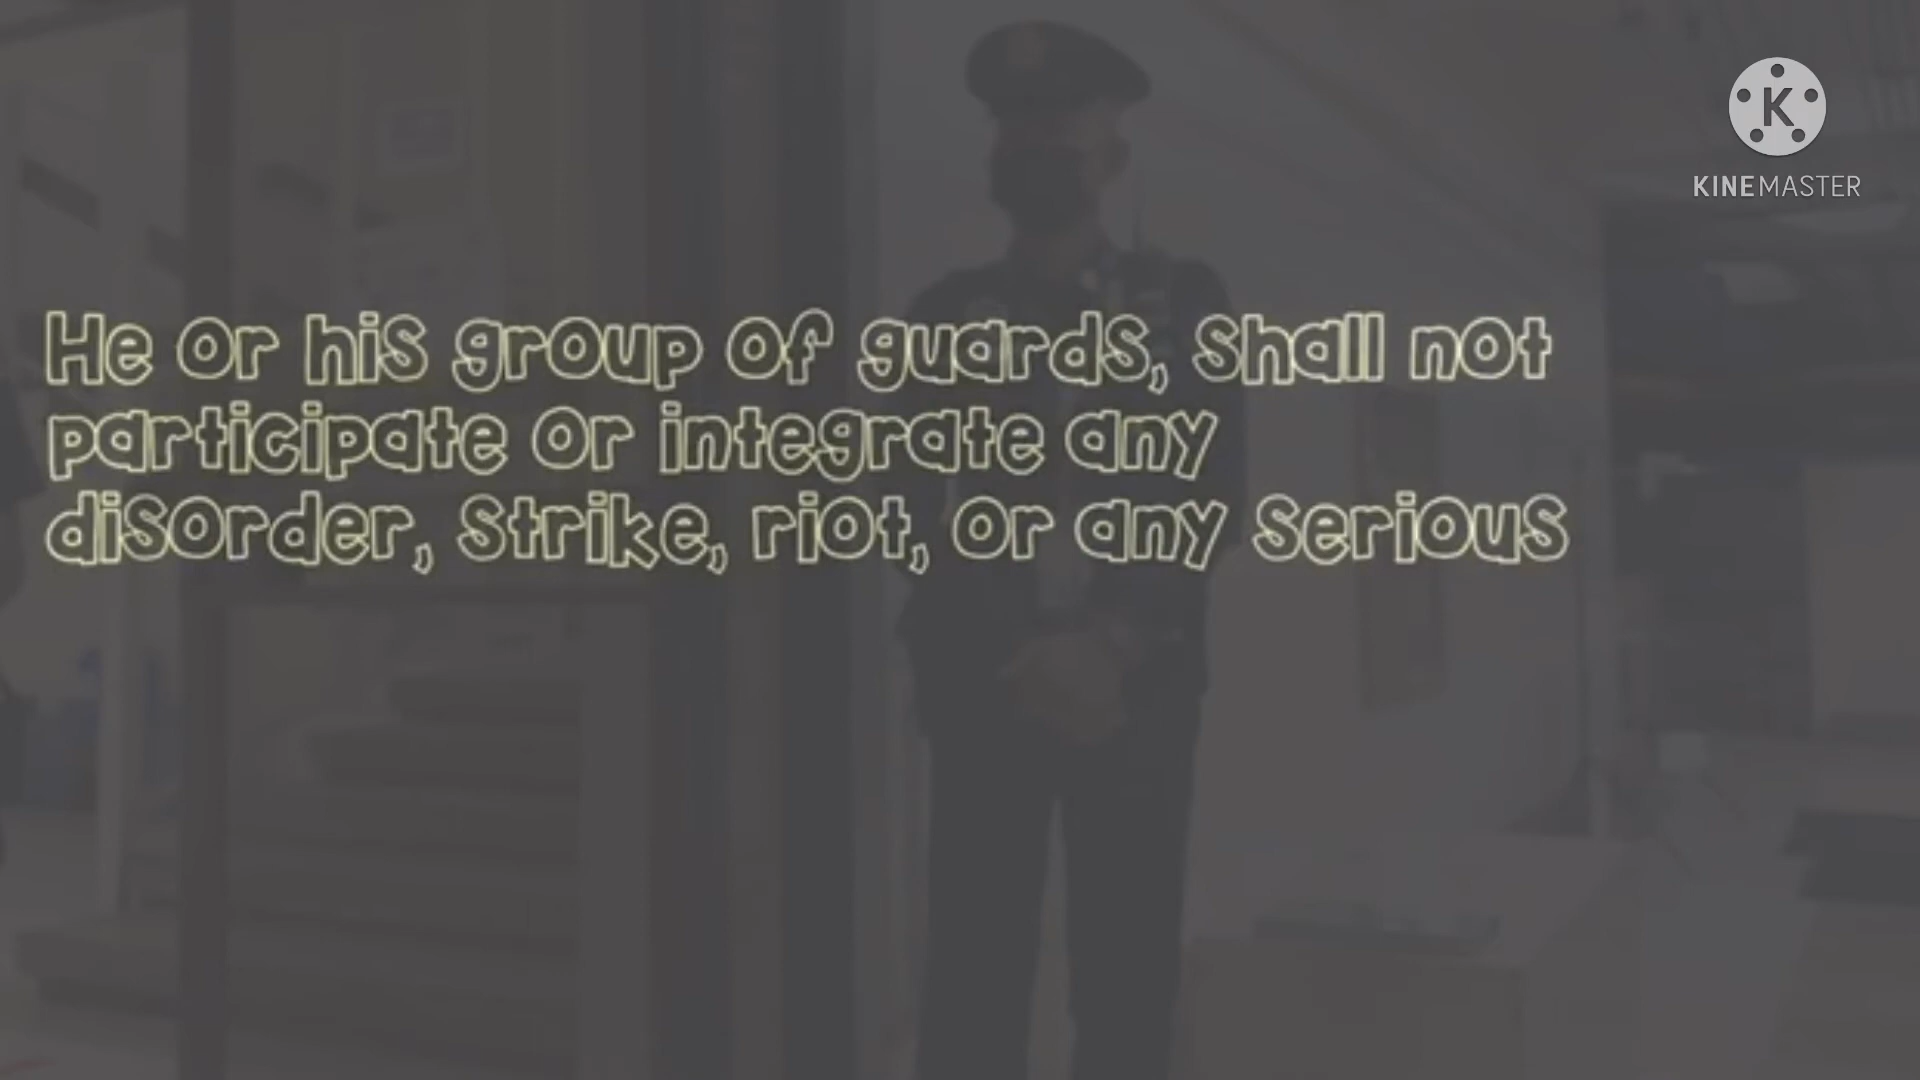 K
KINEMASTER
He or his group of guards, shall not
participate or integrate any
disorder, strike, riot, or any serious